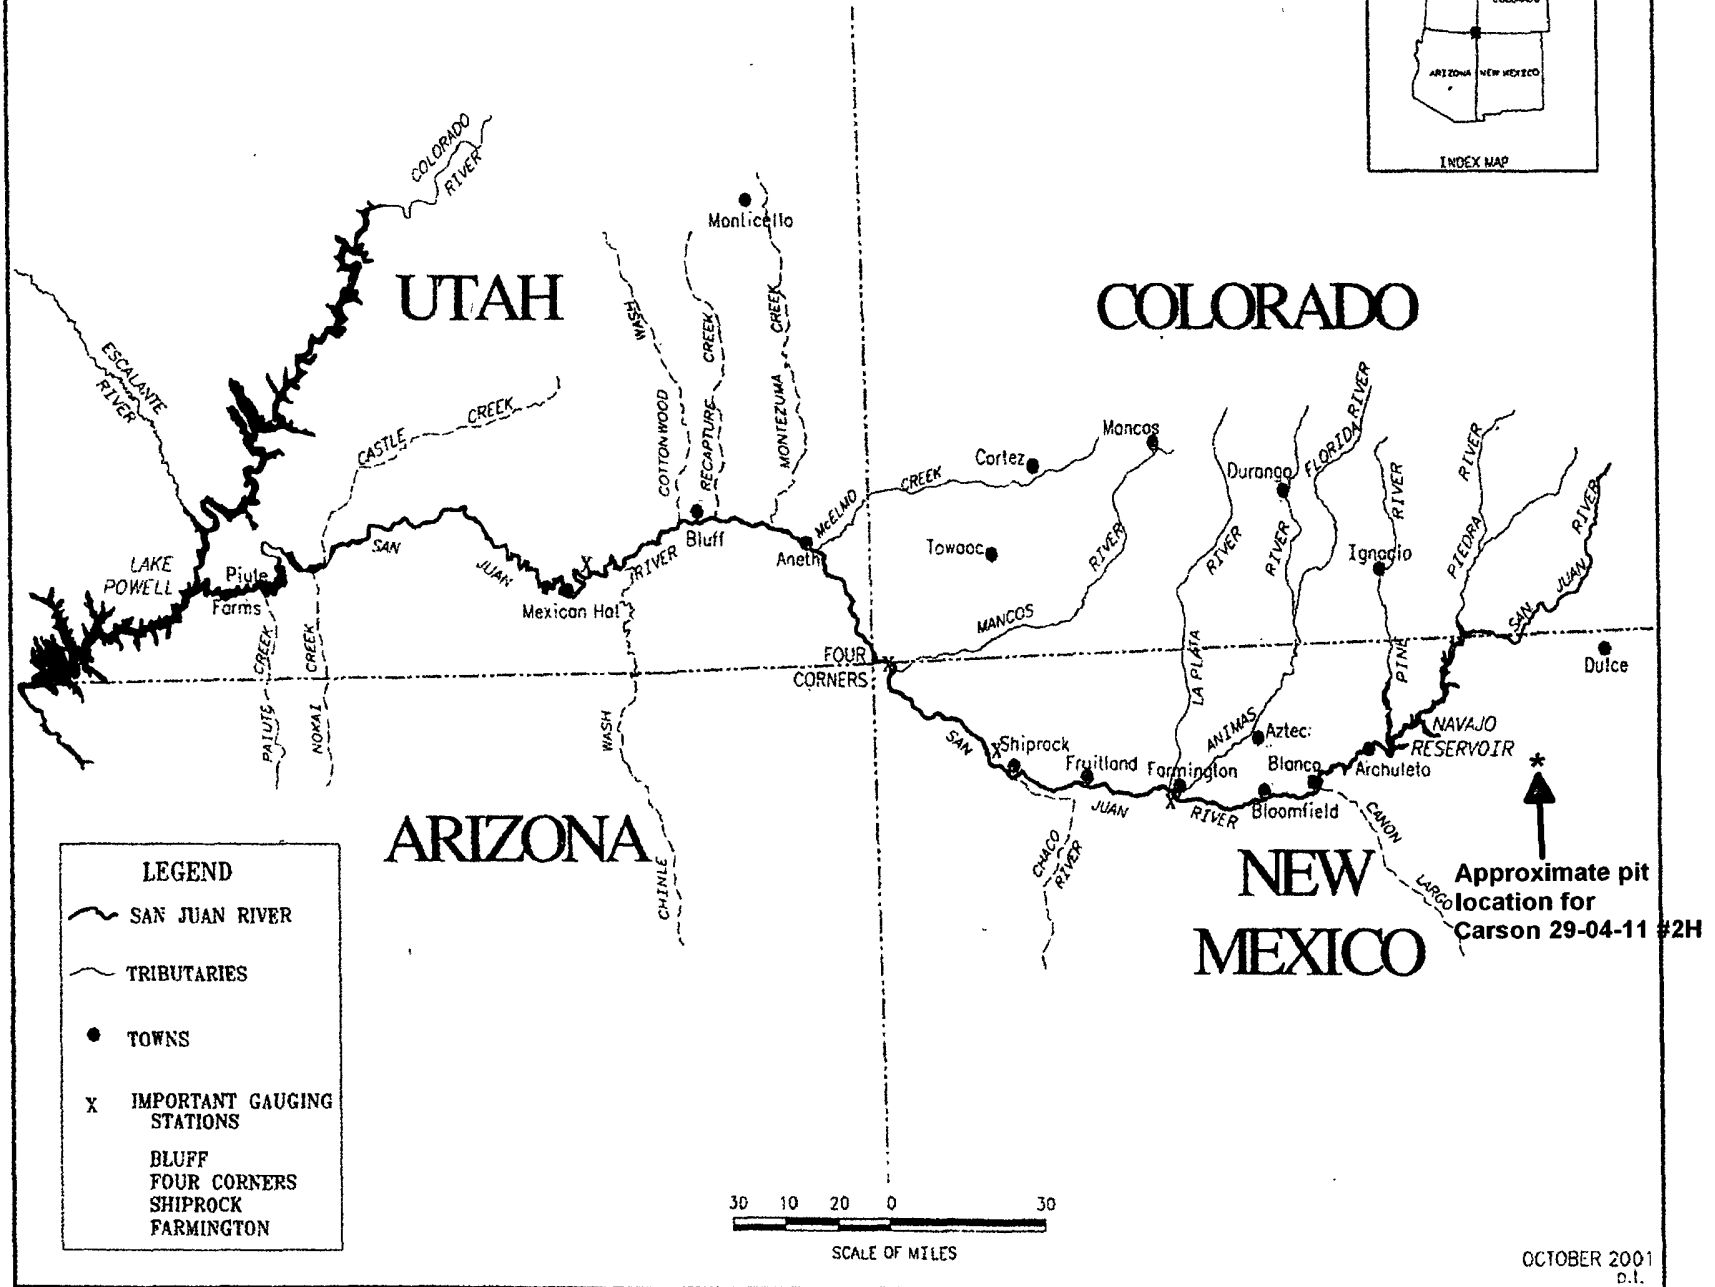 COLORADO
ARIZONA
NEW MEXICO
INDEX MAP
COLORADO
RIVER
Monticello
UTAH
COLORADO
ESCALANTE
RIVER
WASH
COTTONWOOD
RECAPTURE CREEK
MONTEZUMA CREEK
CASTLE CREEK
McELMO CREEK
Cortez
Mancos
Towaoc
RIVER
MANCOS
Durango
FLORIDA RIVER
RIVER
RIVER
RIVER
Ignacio
PIEDRA RIVER
SAN JUAN RIVER
LAKE
POWELL
Piute
Farms
SAN JUAN RIVER
Mexican Hat
Bluff
Aneth
FOUR
CORNERS
PAIUTE CREEK
NOKAI CREEK
WASH
CHINLE
LA PLATA
ANIMAS
PINE
Dulce
NAVAJO
RESERVOIR
SAN
Shiprock
Fruitland
Farmington
Aztec
Blanco
Archuleta
JUAN
RIVER
Bloomfield
CHACO
RIVER
CANON
LARGO
*
ARIZONA
NEW
MEXICO
Approximate pit
location for
Carson 29-04-11 #2H
LEGEND
SAN JUAN RIVER
TRIBUTARIES
TOWNS
X IMPORTANT GAUGING
STATIONS
BLUFF
FOUR CORNERS
SHIPROCK
FARMINGTON
30 10 20 0 30
SCALE OF MILES
OCTOBER 2001